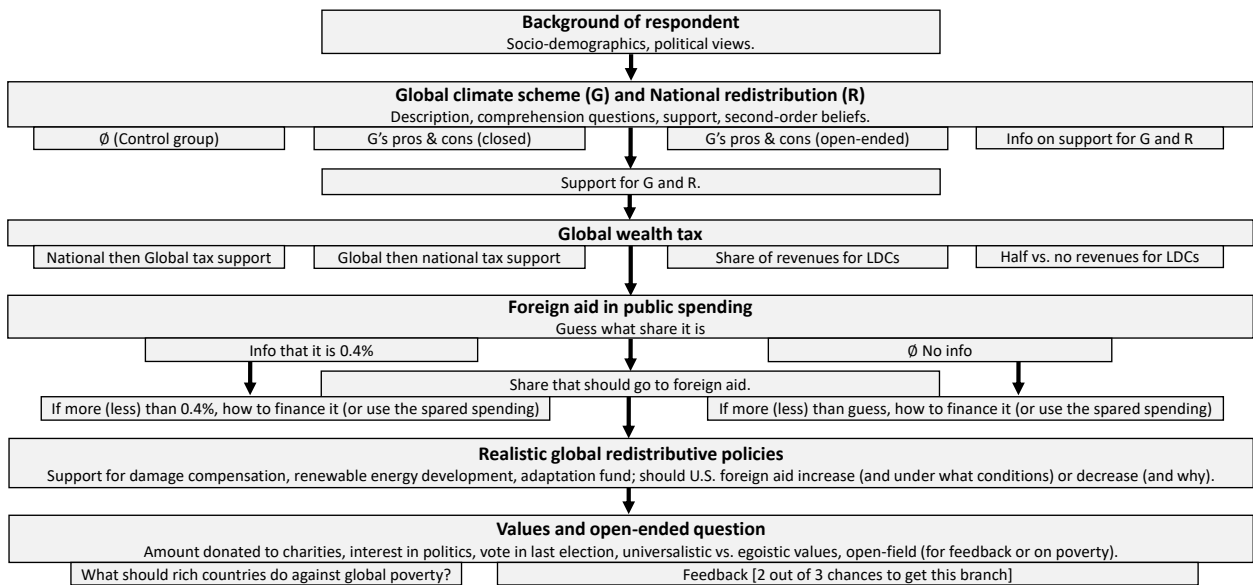 Background of respondent
Socio-demographics, political views.
Global climate scheme (G) and National redistribution (R)
Description, comprehension questions, support, second-order beliefs.
Ø (Control group)
G's pros & cons (closed)
G's pros & cons (open-ended)
Info on support for G and R
Support for G and R.
Global wealth tax
National then Global tax support
Global then national tax support
Share of revenues for LDCs
Half vs. no revenues for LDCs
Foreign aid in public spending
Guess what share it is
Info that it is 0.4%
Ø No info
Share that should go to foreign aid.
If more (less) than 0.4%, how to finance it (or use the spared spending)
If more (less) than guess, how to finance it (or use the spared spending)
Realistic global redistributive policies
Support for damage compensation, renewable energy development, adaptation fund; should U.S. foreign aid increase (and under what conditions) or decrease (and why).
Values and open-ended question
Amount donated to charities, interest in politics, vote in last election, universalistic vs. egoistic values, open-field (for feedback or on poverty).
What should rich countries do against global poverty?
Feedback [2 out of 3 chances to get this branch]